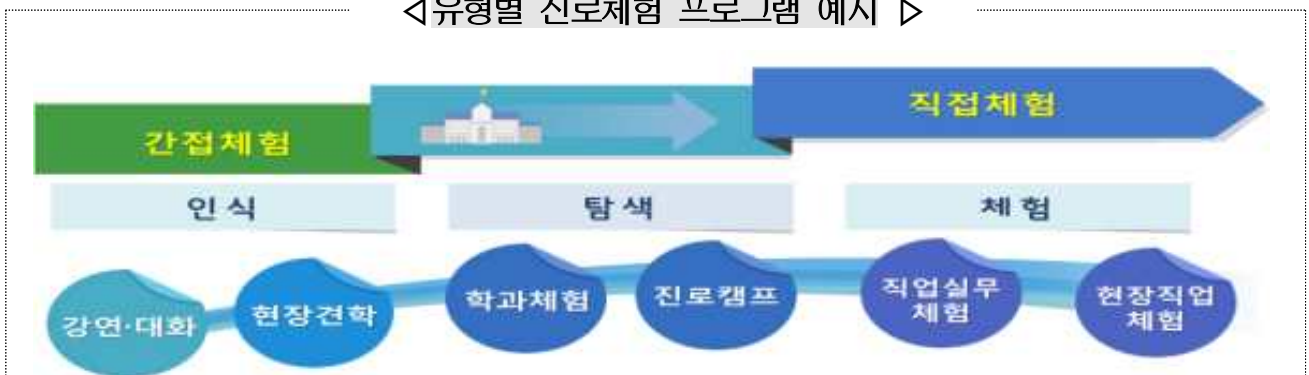 ◁유형별 진로체험 프로그램 예시 ▷
직접체험
간접체험
인 식
탐 색
체 험
강연·대화
현장견학
학과체험
진로캠프
직업실무
체험
현장직업
체험